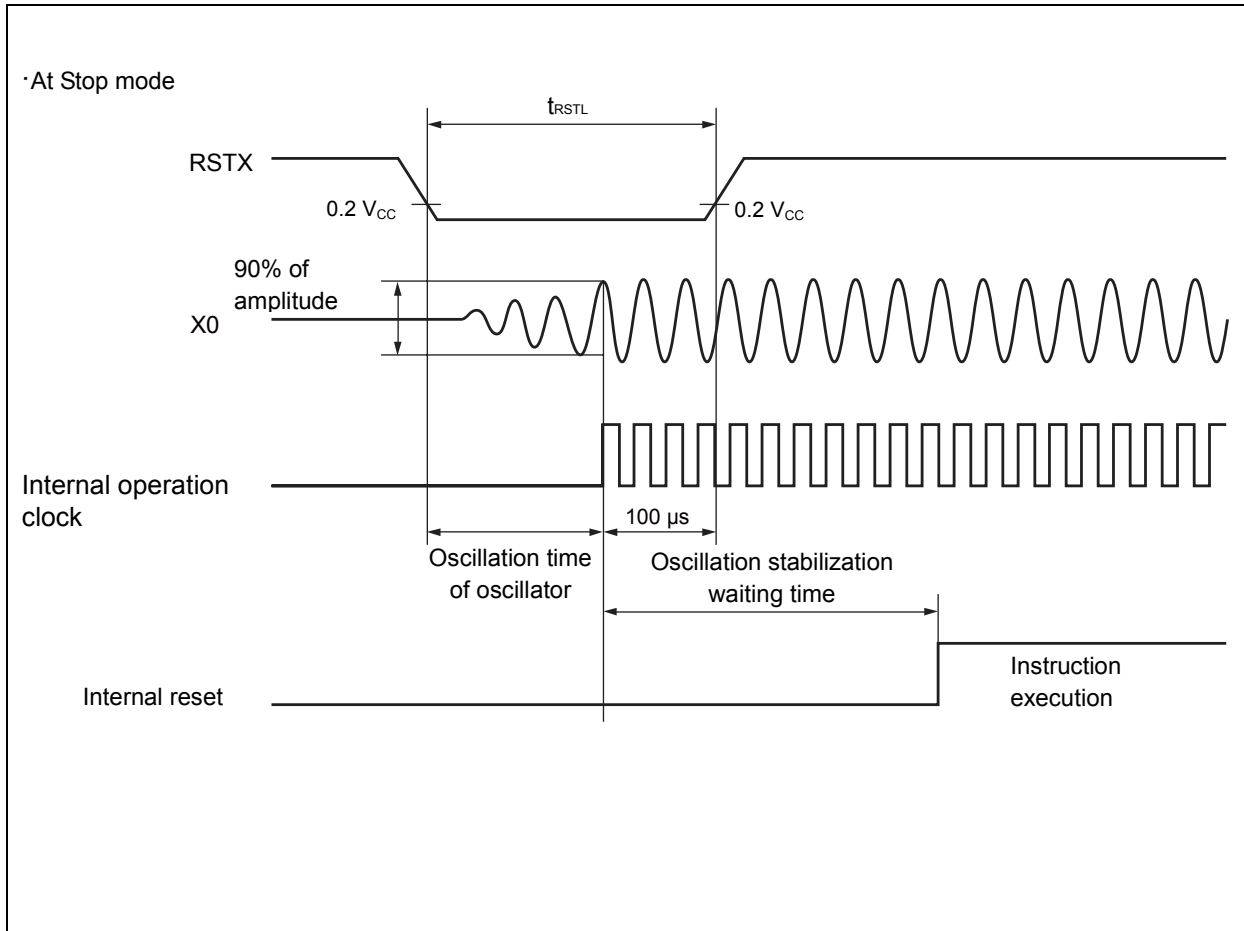 ·At Stop mode
tRSTL
RSTX
0.2 VCC
0.2 VCC
90% of
amplitude
X0
Internal operation
clock
100 µs
Oscillation time
of oscillator
Oscillation stabilization
waiting time
Internal reset
Instruction
execution